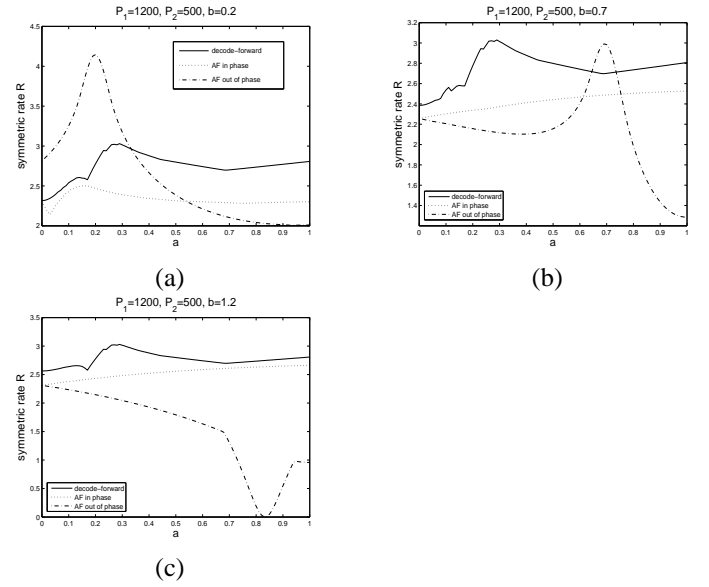 P1=1200, P2=500, b=0.2
symmetric rate R
4.5
4
3.5
3
2.5
2
decode−forward
AF in phase
AF out of phase
0 0.1 0.2 0.3 0.4 0.5 0.6 0.7 0.8 0.9 1
a
(a)
P1=1200, P2=500, b=0.7
symmetric rate R
3.2
3
2.8
2.6
2.4
2.2
2
1.8
1.6
1.4
decode−forward
AF in phase
AF out of phase
0 0.1 0.2 0.3 0.4 0.5 0.6 0.7 0.8 0.9 1
a
(b)
P1=1200, P2=500, b=1.2
symmetric rate R
3.5
3
2.5
2
1.5
1
0.5
0
decode−forward
AF in phase
AF out of phase
0 0.1 0.2 0.3 0.4 0.5 0.6 0.7 0.8 0.9 1
a
(c)